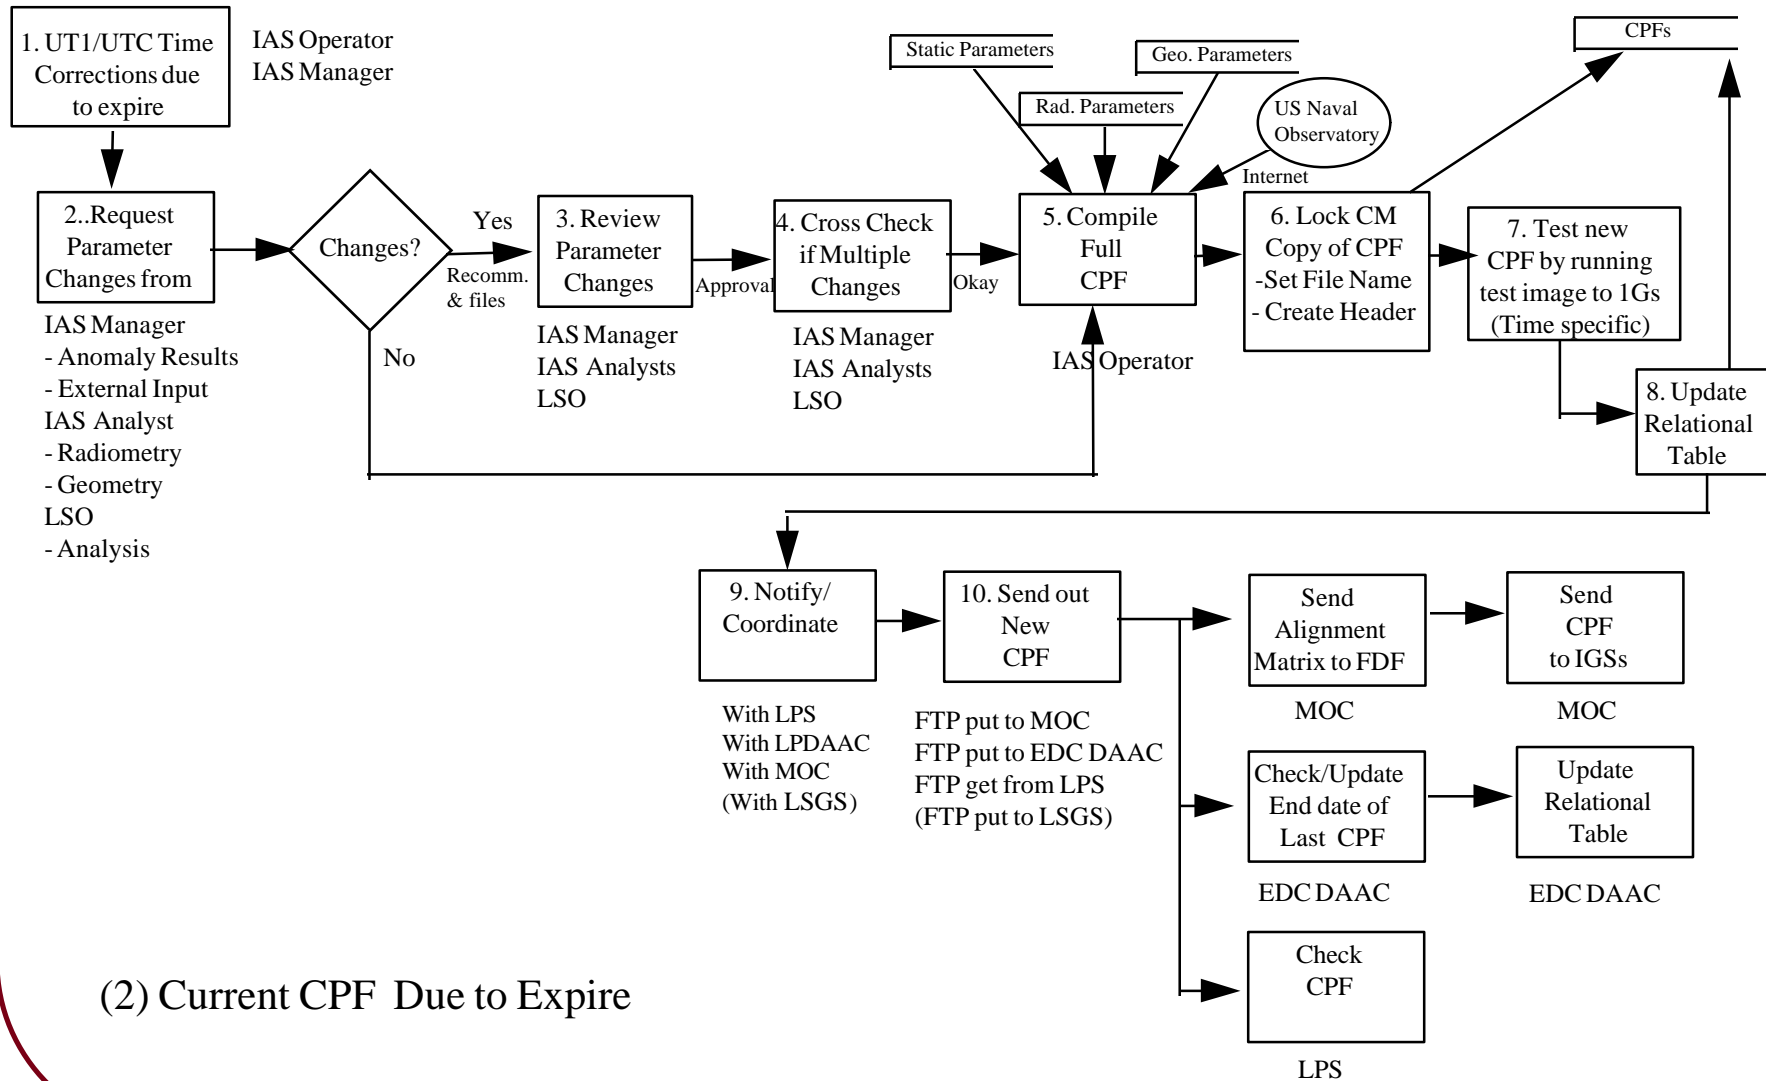 1. UT1/UTC Time
Corrections due
to expire
IAS Operator
IAS Manager
2..Request
Parameter
Changes from
IAS Manager
- Anomaly Results
- External Input
IAS Analyst
- Radiometry
- Geometry
LSO
- Analysis
Changes?
Yes
Recomm.
& files
No
3. Review
Parameter
Changes
IAS Manager
IAS Analysts
LSO
Approval
4. Cross Check
if Multiple
Changes
IAS Manager
IAS Analysts
LSO
Okay
Static Parameters
Rad. Parameters
Geo. Parameters
US Naval
Observatory
Internet
5. Compile
Full
CPF
IAS Operator
6. Lock CM
Copy of CPF
-Set File Name
- Create Header
CPFs
7. Test new
CPF by running
test image to 1Gs
(Time specific)
8. Update
Relational
Table
9. Notify/
Coordinate
With LPS
With LPDAAC
With MOC
(With LSGS)
10. Send out
New
CPF
FTP put to MOC
FTP put to EDC DAAC
FTP get from LPS
(FTP put to LSGS)
Send
Alignment
Matrix to FDF
MOC
Send
CPF
to IGSs
MOC
Check/Update
End date of
Last CPF
EDC DAAC
Update
Relational
Table
EDC DAAC
Check
CPF
LPS
(2) Current CPF Due to Expire